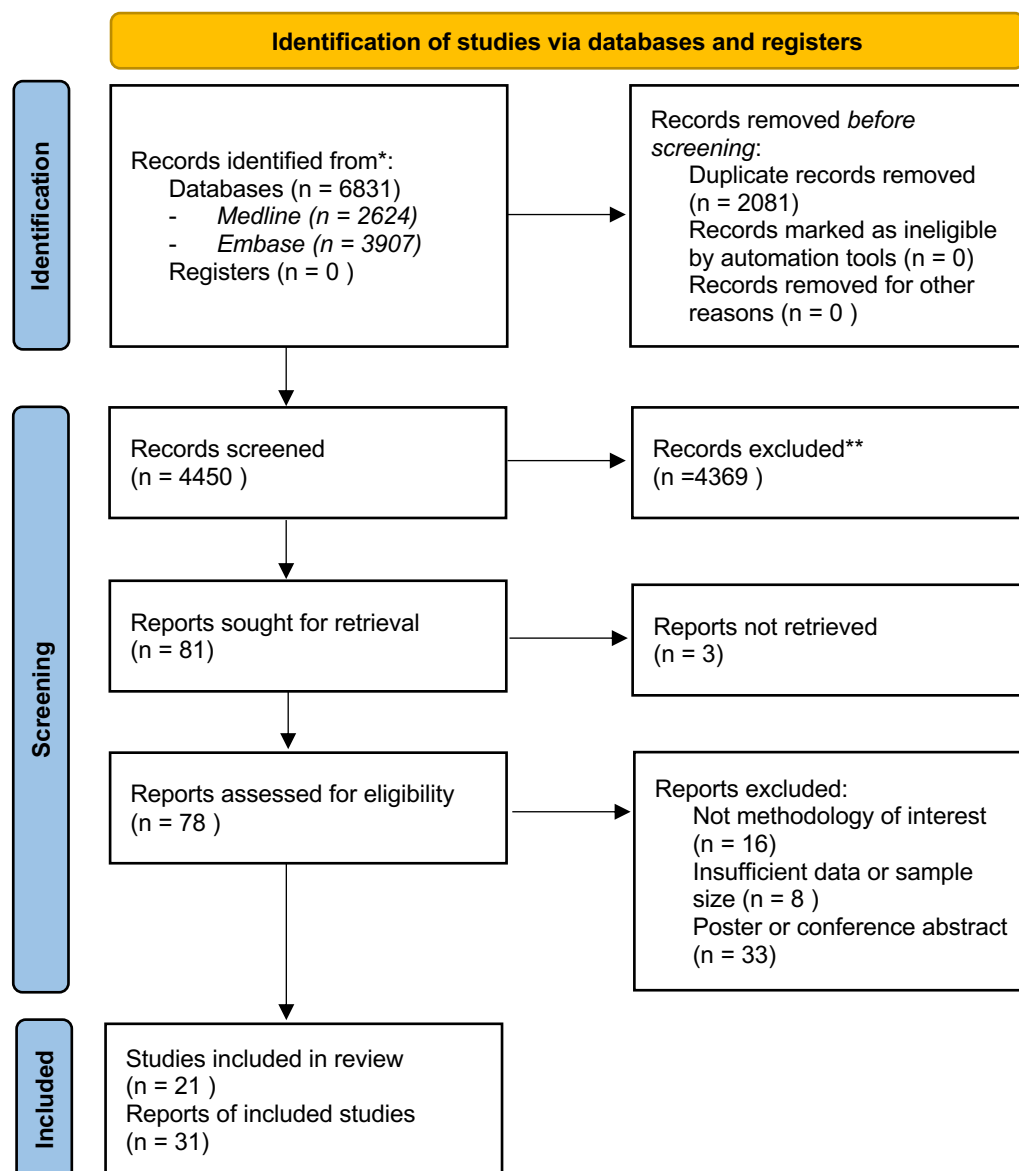 Identification of studies via databases and registers
Identification
Records identified from*:
Databases (n = 6831)
- Medline (n = 2624)
- Embase (n = 3907)
Registers (n = 0 )
Records removed before
screening:
Duplicate records removed
(n = 2081)
Records marked as ineligible
by automation tools (n = 0)
Records removed for other
reasons (n = 0 )
Screening
Records screened
(n = 4450 )
Records excluded**
(n =4369 )
Reports sought for retrieval
(n = 81)
Reports not retrieved
(n = 3)
Reports assessed for eligibility
(n = 78 )
Reports excluded:
Not methodology of interest
(n = 16)
Insufficient data or sample
size (n = 8 )
Poster or conference abstract
(n = 33)
Included
Studies included in review
(n = 21 )
Reports of included studies
(n = 31)